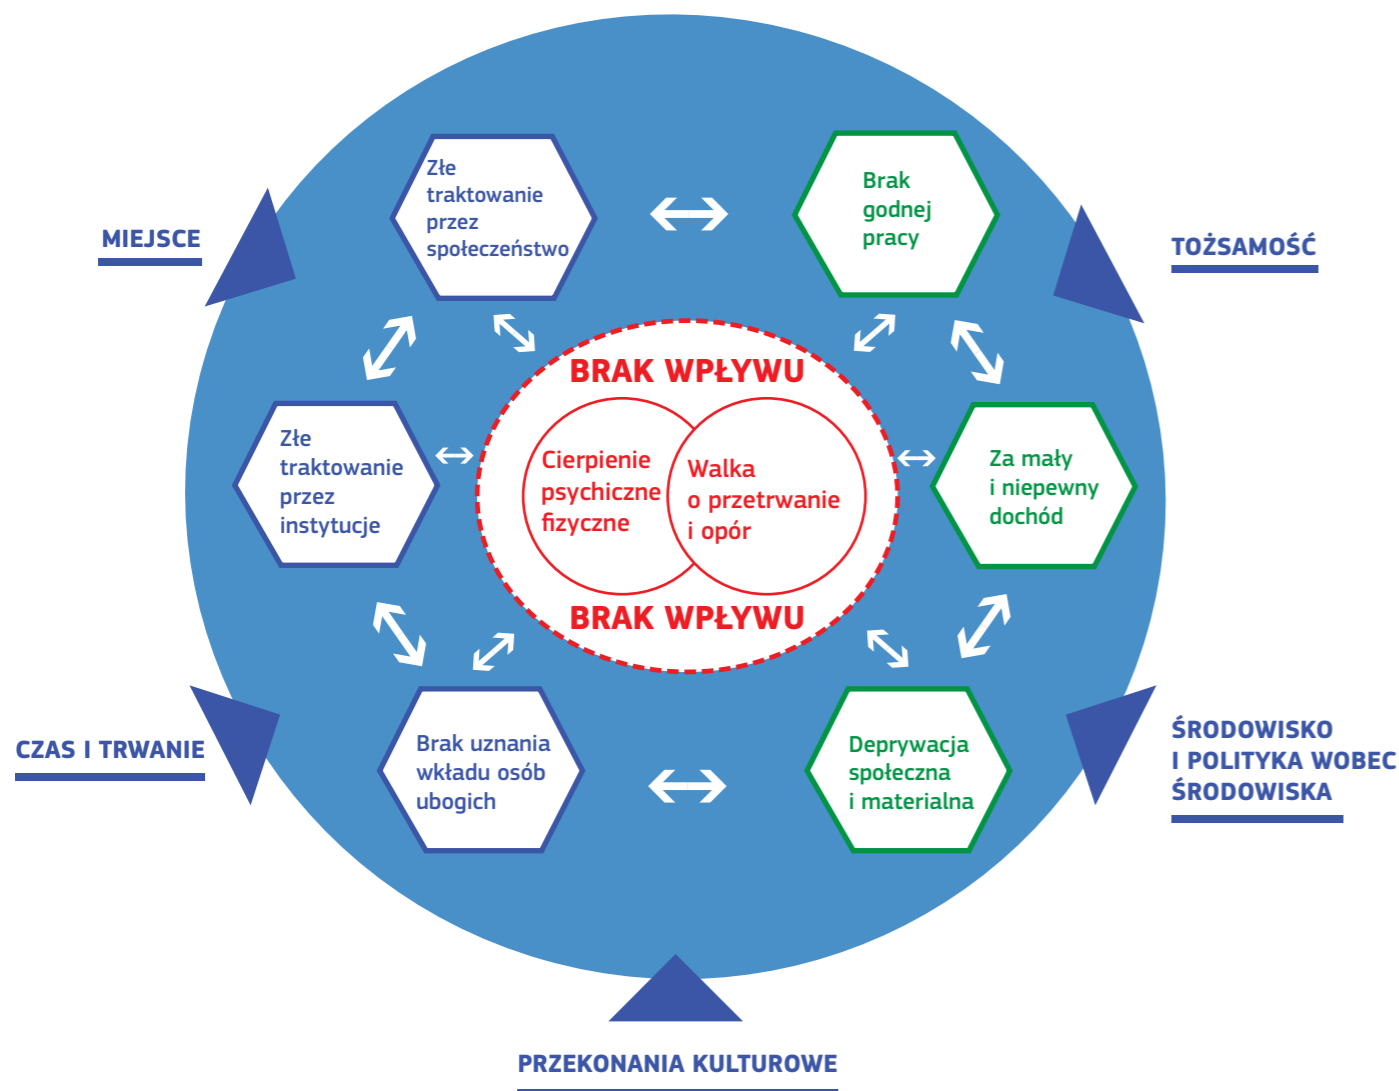 Złe
traktowanie
przez
społeczeństwo
Brak
godnej
pracy
MIEJSCE
TOŻSAMOŚĆ
BRAK WPŁYWU
Złe
traktowanie
przez
instytucje
Cierpienie
psychiczne
fizyczne
Walka
o przetrwanie
i opór
Za mały
i niepewny
dochód
BRAK WPŁYWU
CZAS I TRWANIE
Brak uznania
wkładu osób
ubogich
Deprywacja
społeczna
i materialna
ŚRODOWISKO
I POLITYKA WOBEC
ŚRODOWISKA
PRZEKONANIA KULTUROWE